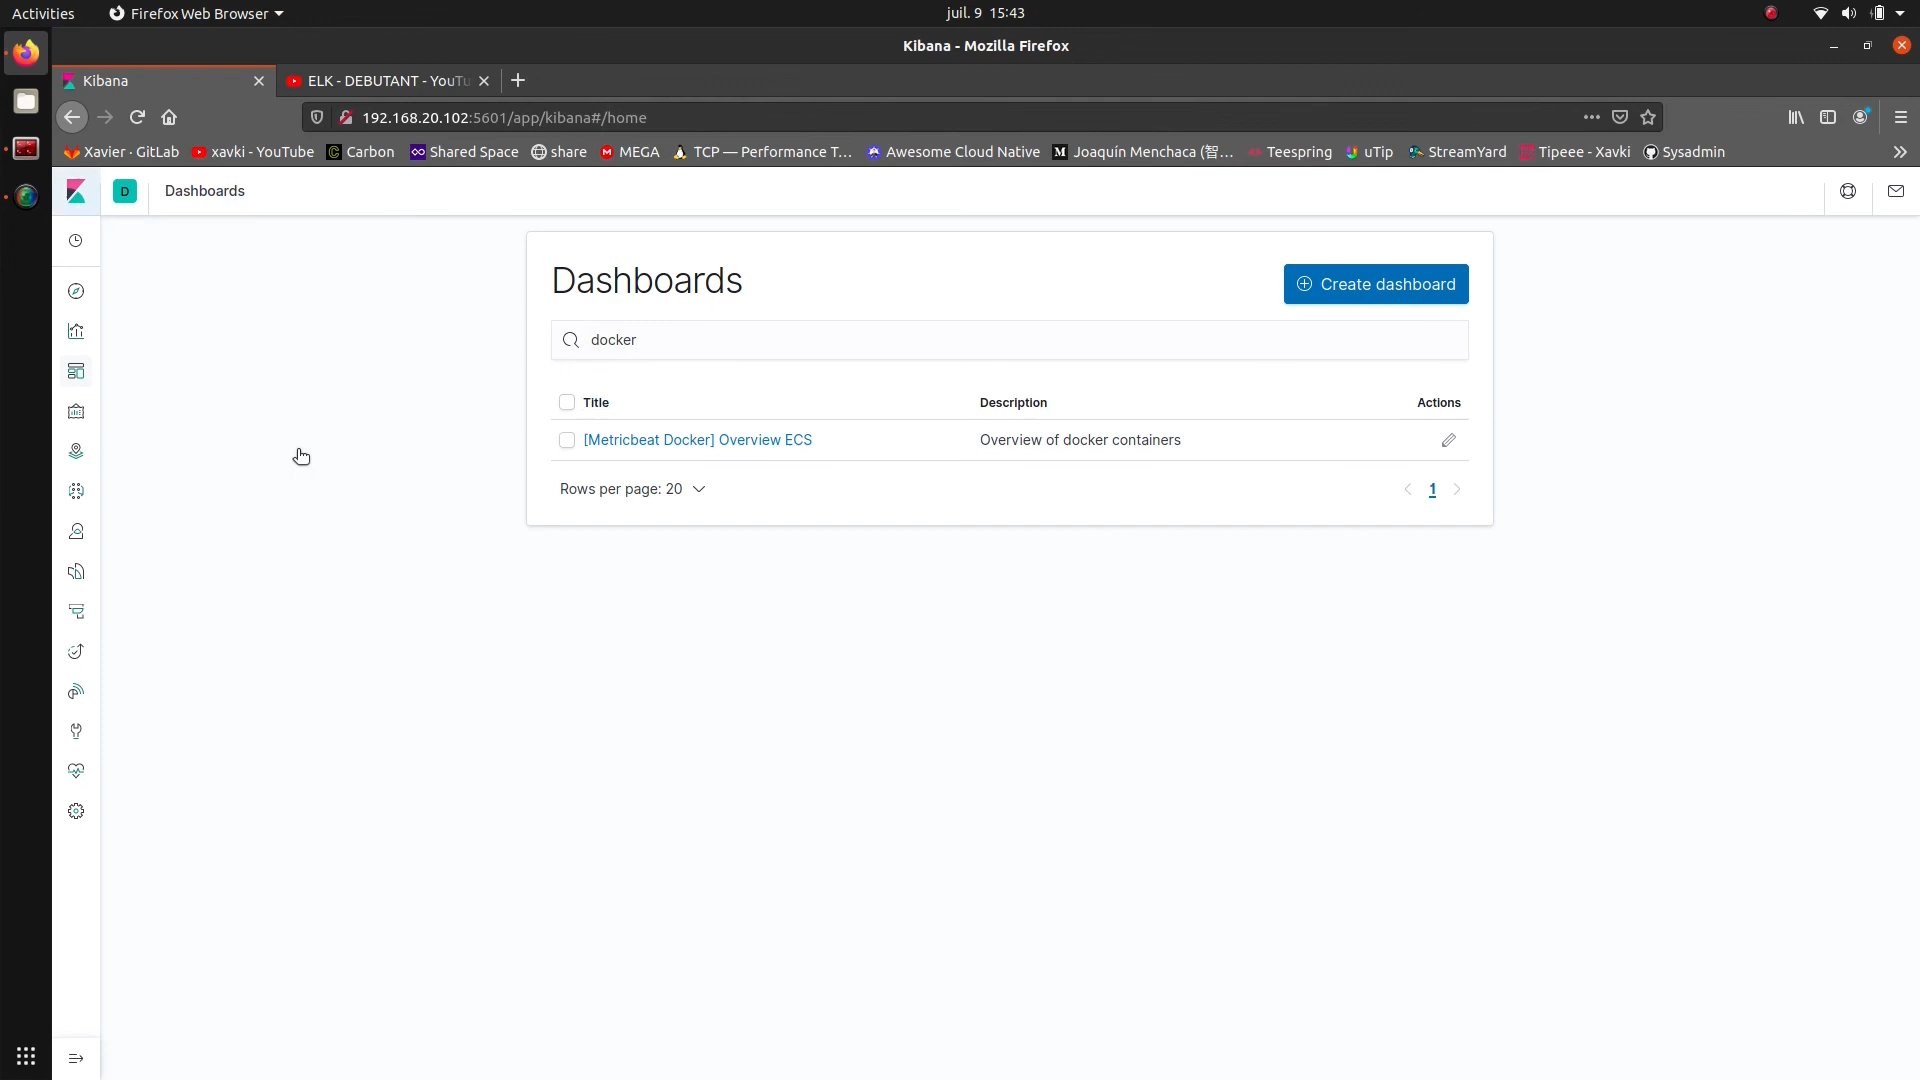 Activities
Firefox Web Browser
juil. 9 15:43
Kibana - Mozilla Firefox
Kibana
ELK - DEBUTANT - YouTu
192.168.20.102:5601/app/kibana#/home
Xavier · GitLab
xavki - YouTube
Carbon
Shared Space
share
MEGA
TCP — Performance T...
Awesome Cloud Native
M Joaquín Menchaca (智...
Teespring
uTip
StreamYard
Tipeee - Xavki
Sysadmin
D
Dashboards
Dashboards
Create dashboard
docker
Title Description Actions
[Metricbeat Docker] Overview ECS Overview of docker containers
Rows per page: 20
1